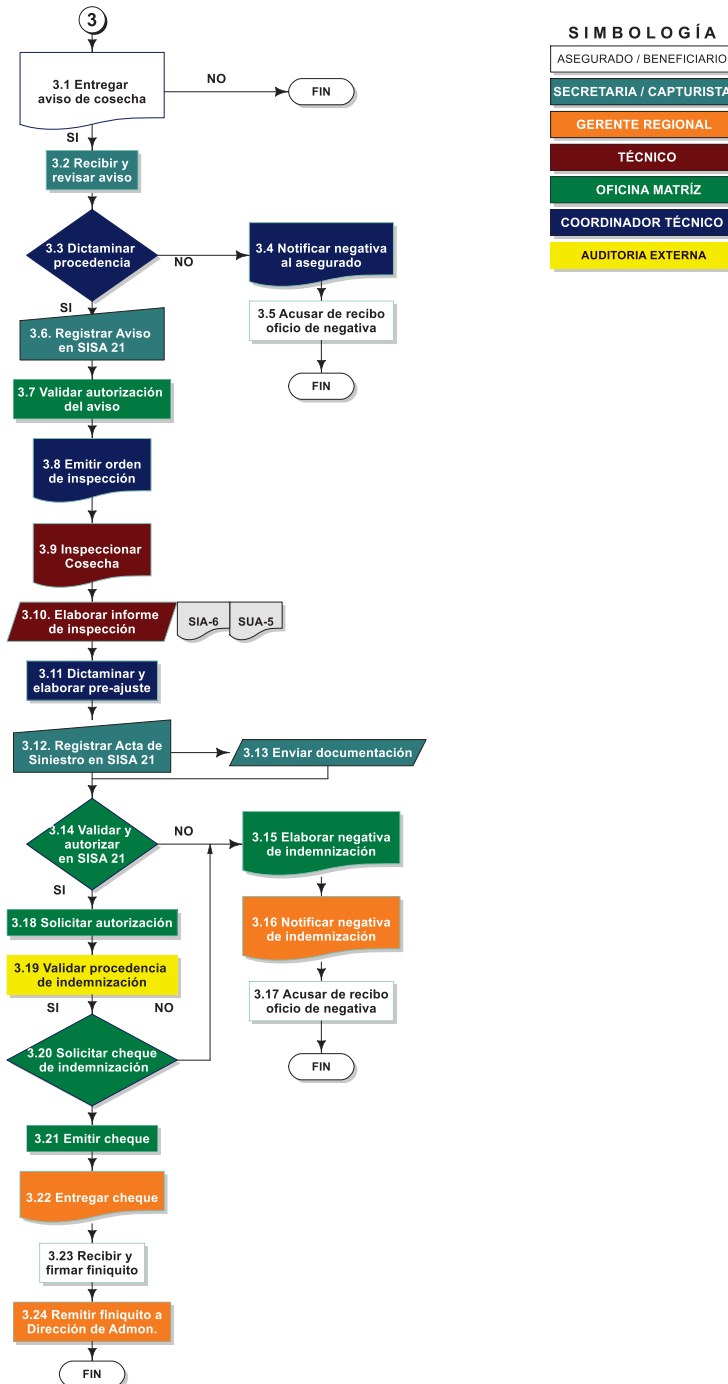 3
3.1 Entregar
aviso de cosecha
NO
FIN
SI
3.2 Recibir y
revisar aviso
3.3 Dictaminar
procedencia
NO
3.4 Notificar negativa
al asegurado
3.5 Acusar de recibo
oficio de negativa
FIN
SI
3.6. Registrar Aviso
en SISA 21
3.7 Validar autorización
del aviso
3.8 Emitir orden
de inspección
3.9 Inspeccionar
Cosecha
3.10. Elaborar informe
de inspección
SIA-6
SUA-5
3.11 Dictaminar y
elaborar pre-ajuste
3.12. Registrar Acta de
Siniestro en SISA 21
3.13 Enviar documentación
3.14 Validar y
autorizar
en SISA 21
NO
3.15 Elaborar negativa
de indemnización
3.16 Notificar negativa
de indemnización
3.17 Acusar de recibo
oficio de negativa
FIN
SI
3.18 Solicitar autorización
3.19 Validar procedencia
de indemnización
SI
NO
3.20 Solicitar cheque
de indemnización
3.21 Emitir cheque
3.22 Entregar cheque
3.23 Recibir y
firmar finiquito
3.24 Remitir finiquito a
Dirección de Admon.
FIN
SIMBOLOGÍA
ASEGURADO / BENEFICIARIO
SECRETARIA / CAPTURISTA
GERENTE REGIONAL
TÉCNICO
OFICINA MATRÍZ
COORDINADOR TÉCNICO
AUDITORIA EXTERNA